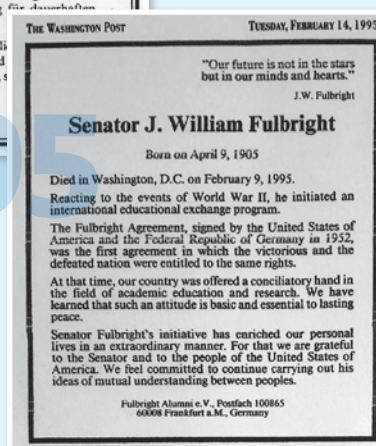 für dauerhaften
THE WASHINGTON POST
TUESDAY, FEBRUARY 14, 1995
"Our future is not in the stars
but in our minds and hearts."
J.W. Fulbright
Senator J. William Fulbright
Born on April 9, 1905
Died in Washington, D.C. on February 9, 1995.
Reacting to the events of World War II, he initiated an
international educational exchange program.
The Fulbright Agreement, signed by the United States of
America and the Federal Republic of Germany in 1952,
was the first agreement in which the victorious and the
defeated nation were entitled to the same rights.
At that time, our country was offered a conciliatory hand in
the field of academic education and research. We have
learned that such an attitude is basic and essential to lasting
peace.
Senator Fulbright's initiative has enriched our personal
lives in an extraordinary manner. For that we are grateful
to the Senator and to the people of the United States of
America. We feel committed to continue carrying out his
ideas of mutual understanding between peoples.
Fulbright Alumni e.V., Postfach 100865
60008 Frankfurt a.M., Germany